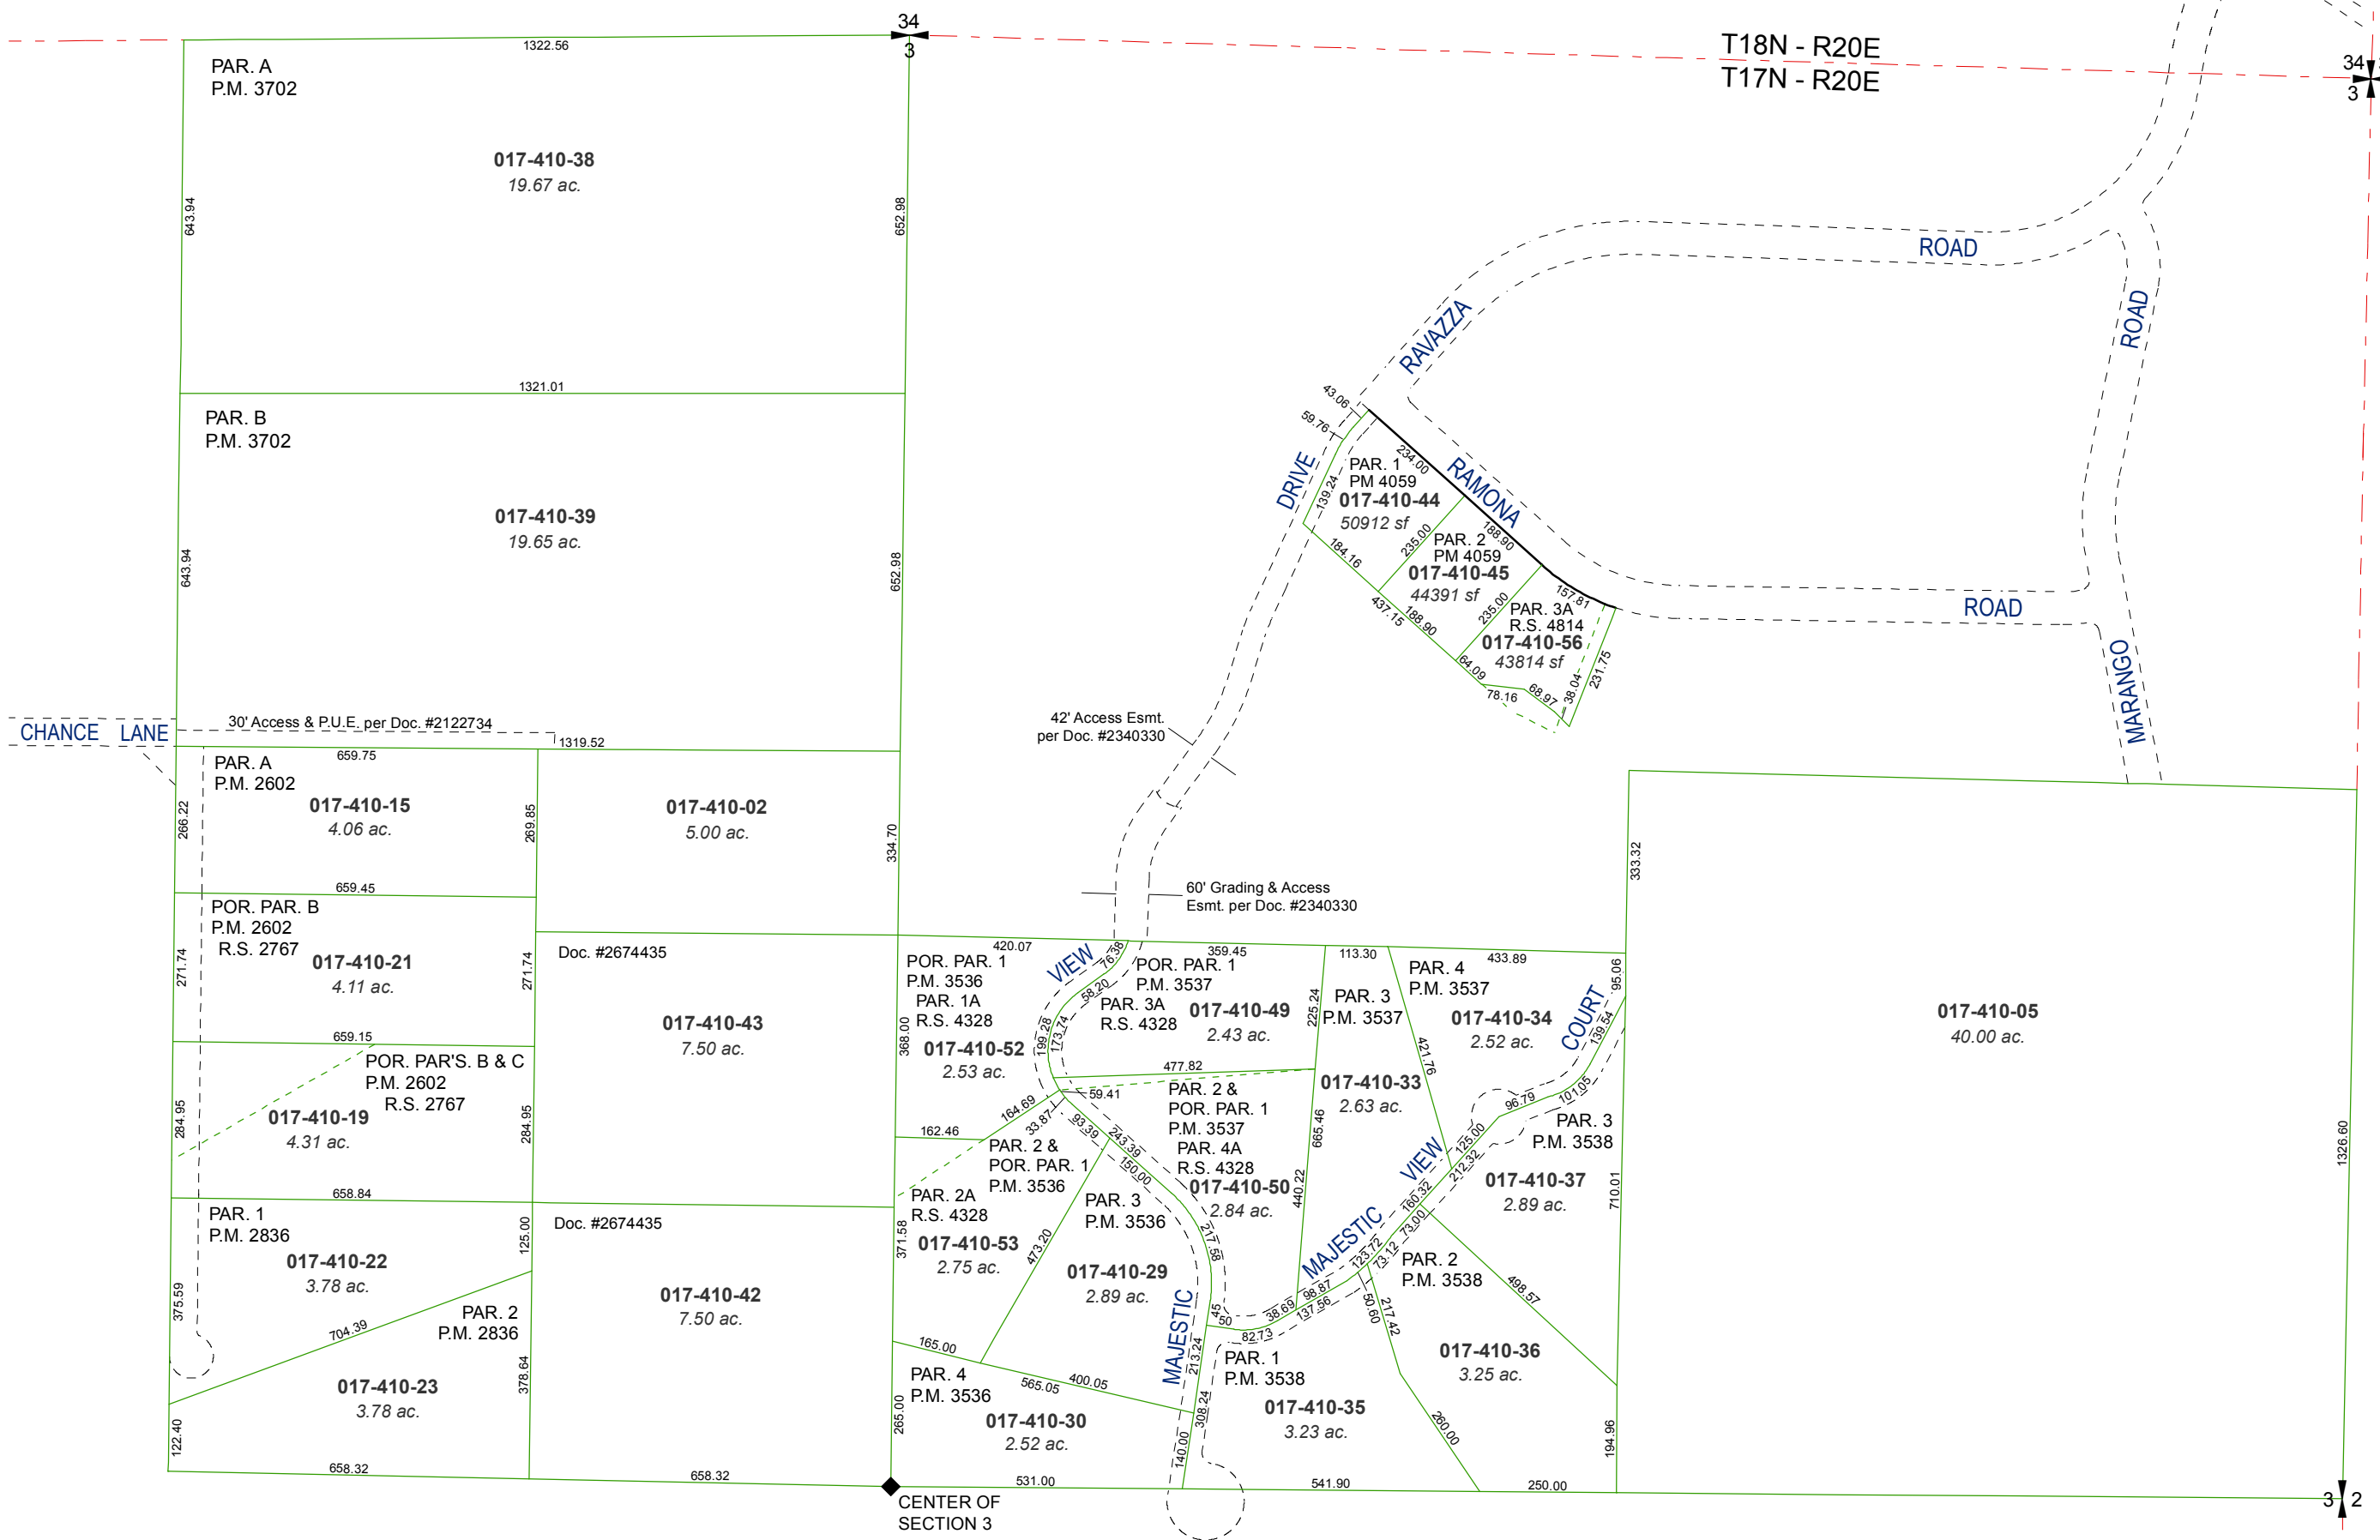 34
3
T18N - R20E
T17N - R20E
34
3
1322.56
PAR. A
P.M. 3702
017-410-38
19.67 ac.
643.94
652.98
1321.01
PAR. B
P.M. 3702
017-410-39
19.65 ac.
643.94
652.98
ROAD
RAVAZZA
ROAD
DRIVE
RAMONA
ROAD
MARANGO
43.06
59.76
139.24
234.00
PAR. 1
PM 4059
017-410-44
50912 sf
184.16
235.00
188.90
PAR. 2
PM 4059
017-410-45
44391 sf
437.15
188.90
235.00
157.81
PAR. 3A
R.S. 4814
017-410-56
43814 sf
64.09
78.16
68.97
38.04
231.75
CHANCE LANE
30' Access & P.U.E. per Doc. #2122734
1319.52
42' Access Esmt.
per Doc. #2340330
60' Grading & Access
Esmt. per Doc. #2340330
659.75
PAR. A
P.M. 2602
017-410-15
4.06 ac.
266.22
269.85
017-410-02
5.00 ac.
334.70
659.45
POR. PAR. B
P.M. 2602
R.S. 2767
017-410-21
4.11 ac.
271.74
271.74
659.15
POR. PAR'S. B & C
P.M. 2602
R.S. 2767
017-410-19
4.31 ac.
284.95
284.95
658.84
PAR. 1
P.M. 2836
017-410-22
3.78 ac.
375.59
125.00
704.39
PAR. 2
P.M. 2836
017-410-23
3.78 ac.
122.40
378.64
658.32
Doc. #2674435
017-410-43
7.50 ac.
368.00
Doc. #2674435
017-410-42
7.50 ac.
371.58
265.00
658.32
420.07
POR. PAR. 1
P.M. 3536
PAR. 1A
R.S. 4328
017-410-52
2.53 ac.
VIEW
76.38
58.20
199.28
173.74
162.46
164.69
33.87
59.41
93.39
243.39
150.00
359.45
POR. PAR. 1
P.M. 3537
PAR. 3A
R.S. 4328
017-410-49
2.43 ac.
225.24
477.82
113.30
PAR. 3
P.M. 3537
017-410-33
2.63 ac.
665.46
440.22
421.76
433.89
PAR. 4
P.M. 3537
017-410-34
2.52 ac.
COURT
95.06
139.54
101.05
96.79
125.00
212.32
333.32
017-410-05
40.00 ac.
1326.60
PAR. 2 &
POR. PAR. 1
P.M. 3537
PAR. 4A
R.S. 4328
017-410-50
2.84 ac.
217.58
PAR. 2 &
POR. PAR. 1
P.M. 3536
PAR. 2A
R.S. 4328
017-410-53
2.75 ac.
473.20
PAR. 3
P.M. 3536
017-410-29
2.89 ac.
MAJESTIC
165.00
400.05
565.05
PAR. 4
P.M. 3536
017-410-30
2.52 ac.
213.24
308.24
140.00
45
50
82.73
38.69
98.87
137.56
MAJESTIC
VIEW
123.72
73.12
160.32
73.00
PAR. 3
P.M. 3538
017-410-37
2.89 ac.
710.01
PAR. 2
P.M. 3538
498.57
017-410-36
3.25 ac.
50.60
217.42
260.00
194.96
PAR. 1
P.M. 3538
017-410-35
3.23 ac.
531.00
541.90
250.00
CENTER OF
SECTION 3
3
2